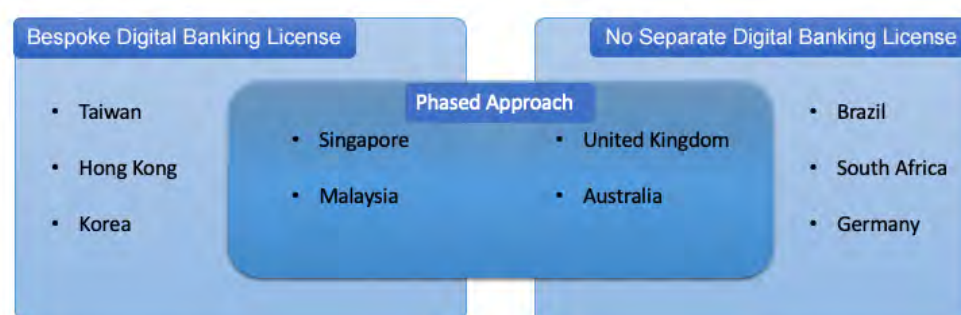 Bespoke Digital Banking License
No Separate Digital Banking License
Phased Approach
• Taiwan
• Hong Kong
• Korea
• Singapore
• Malaysia
• United Kingdom
• Australia
• Brazil
• South Africa
• Germany